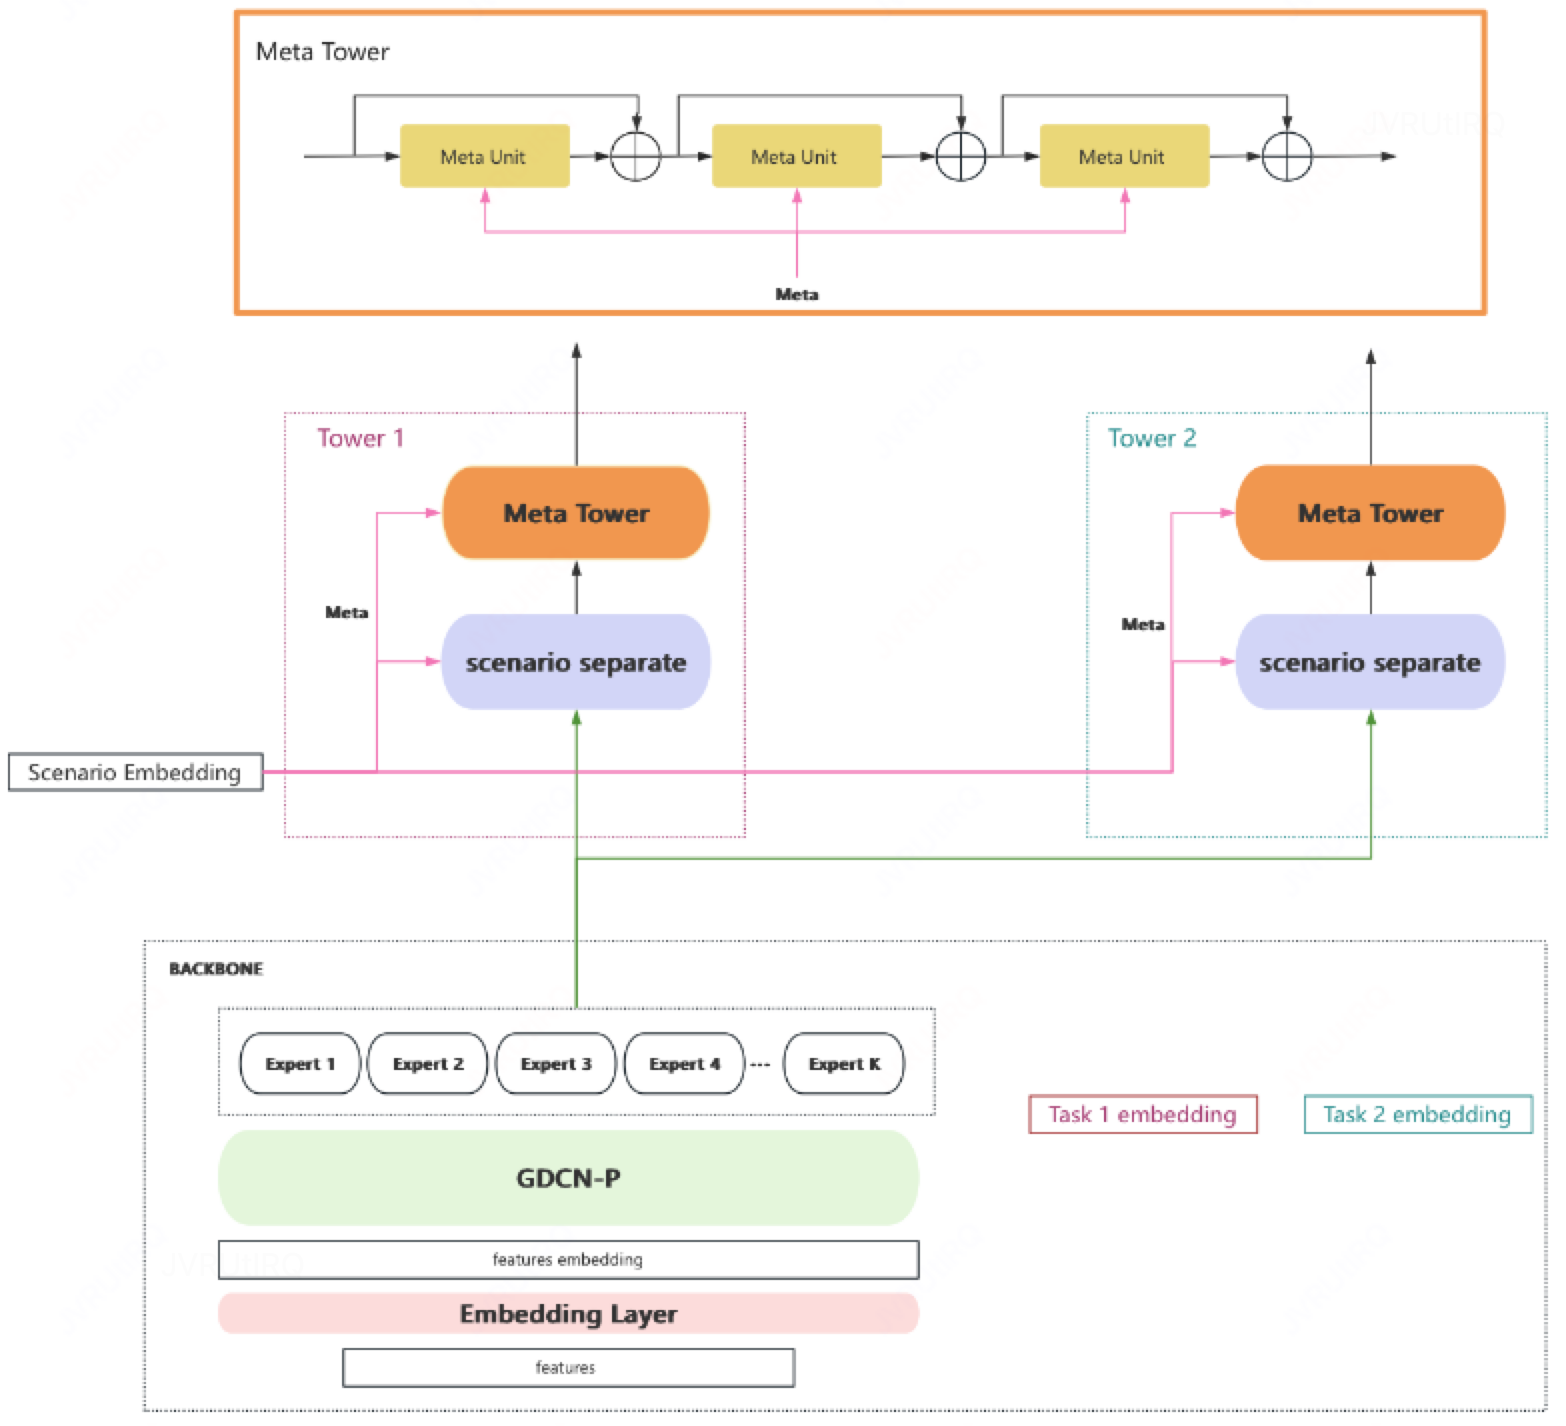 Meta Tower
Meta Unit
Meta Unit
Meta Unit
Meta
Tower 1
Tower 2
Meta Tower
Meta Tower
Meta
Meta
scenario separate
scenario separate
Scenario Embedding
BACKBONE
Expert 1
Expert 2
Expert 3
Expert 4
---
Expert K
Task 1 embedding
Task 2 embedding
GDCN-P
features embedding
Embedding Layer
features